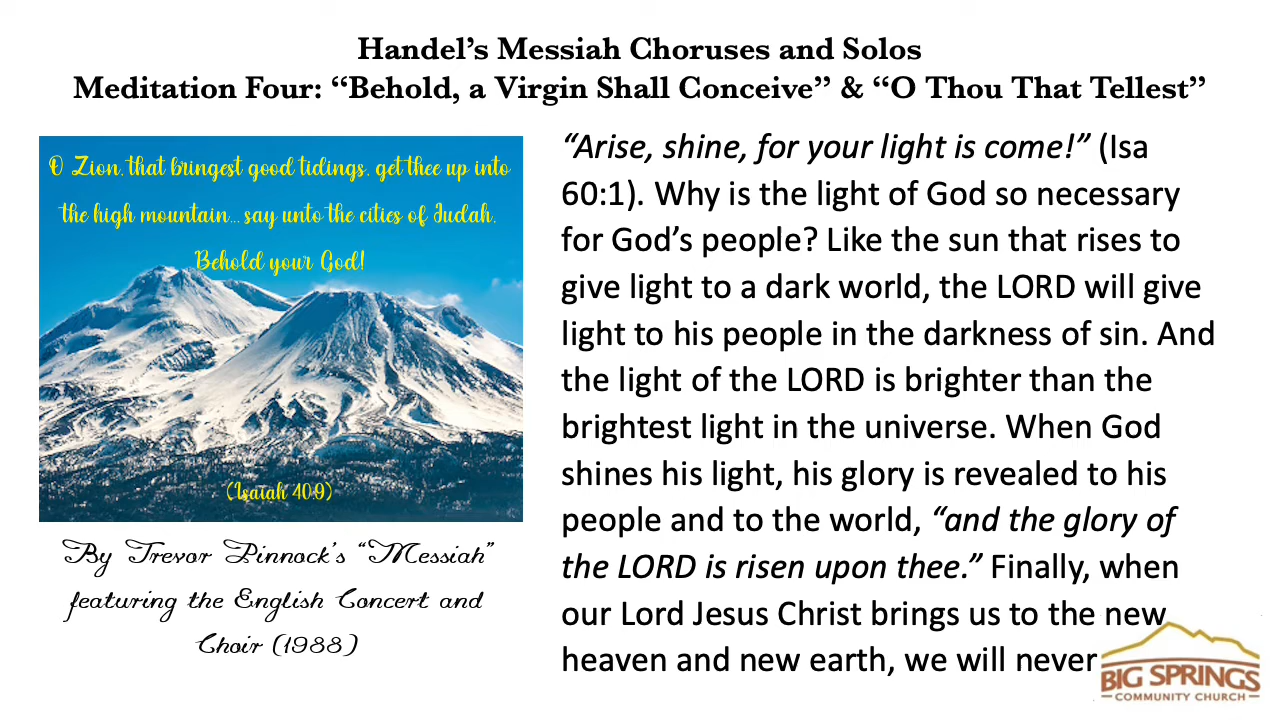 Handel’s Messiah Choruses and Solos
Meditation Four: “Behold, a Virgin Shall Conceive” & “O Thou That Tellest”
O Zion, that bringest good tidings, get thee up into
the high mountain... say unto the cities of Judah,
Behold your God!
(Isaiah 40:9)
By Trevor Pinnock’s “Messiah”
featuring the English Concert and
Choir (1988)
“Arise, shine, for your light is come!” (Isa
60:1). Why is the light of God so necessary
for God’s people? Like the sun that rises to
give light to a dark world, the LORD will give
light to his people in the darkness of sin. And
the light of the LORD is brighter than the
brightest light in the universe. When God
shines his light, his glory is revealed to his
people and to the world, “and the glory of
the LORD is risen upon thee.” Finally, when
our Lord Jesus Christ brings us to the new
heaven and new earth, we will never
BIG SPRINGS
COMMUNITY CHURCH